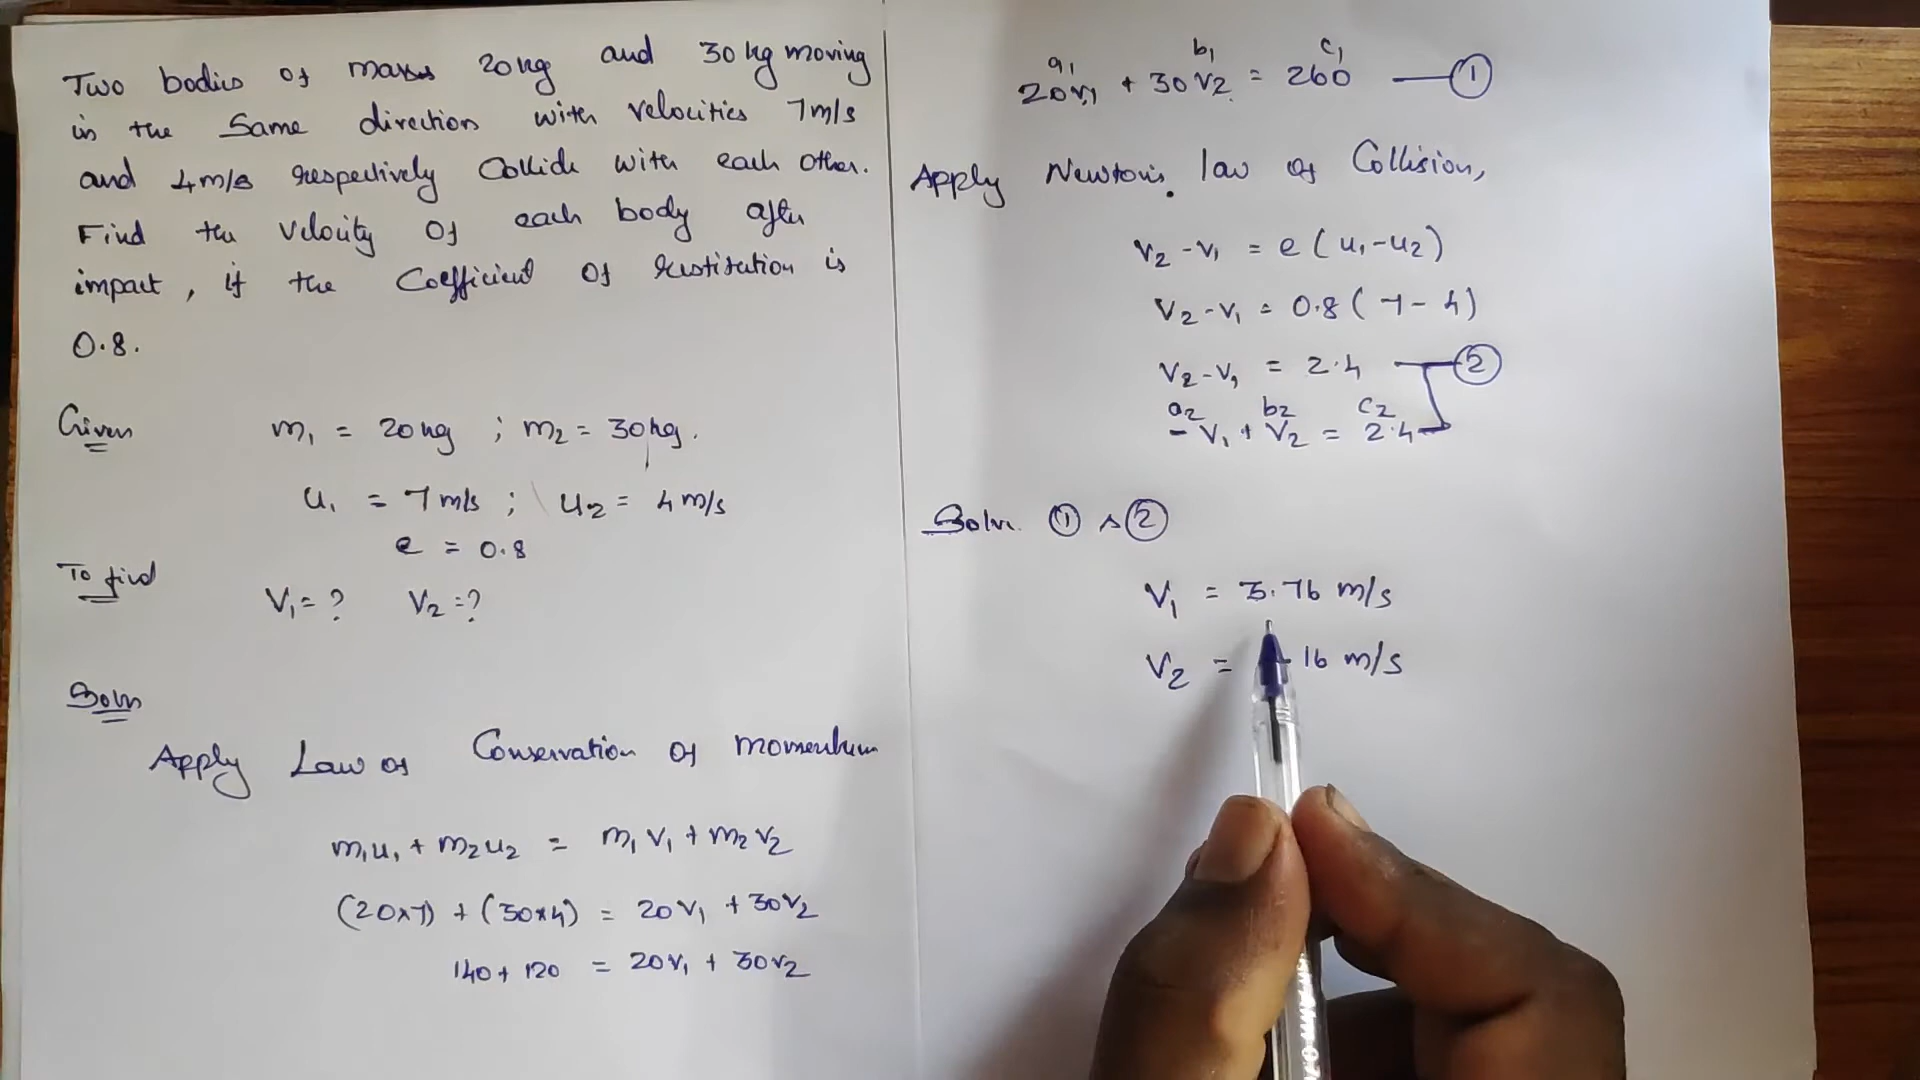 Two bodies of mass 20kg and 30kg moving
in the same direction with velocities 7m/s
and 4m/s respectively Collide with each other.
Find the velocity of each body after
impact, if the Coefficient of restitution is
0.8.
Given m₁ = 20kg ; m₂ = 30kg.
u₁ = 7m/s ; u₂ = 4m/s
e = 0.8
To find
V₁=? V₂=?
Soln
Apply Law of Conservation of momentum
m₁u₁ + m₂u₂ = m₁v₁ + m₂v₂
(20×7) + (30×4) = 20v₁ + 30v₂
140+120 = 20v₁ + 30v₂
a₁ b₁ c₁
20v₁ + 30v₂ = 260 ①
Apply Newton's law of Collision,
v₂-v₁ = e(u₁-u₂)
v₂-v₁ = 0.8(7-4)
v₂-v₁ = 2.4 ②
a₂ b₂ c₂
-v₁ + v₂ = 2.4
Solve ① & ②
V₁ = 3.76 m/s
V₂ = 16 m/s